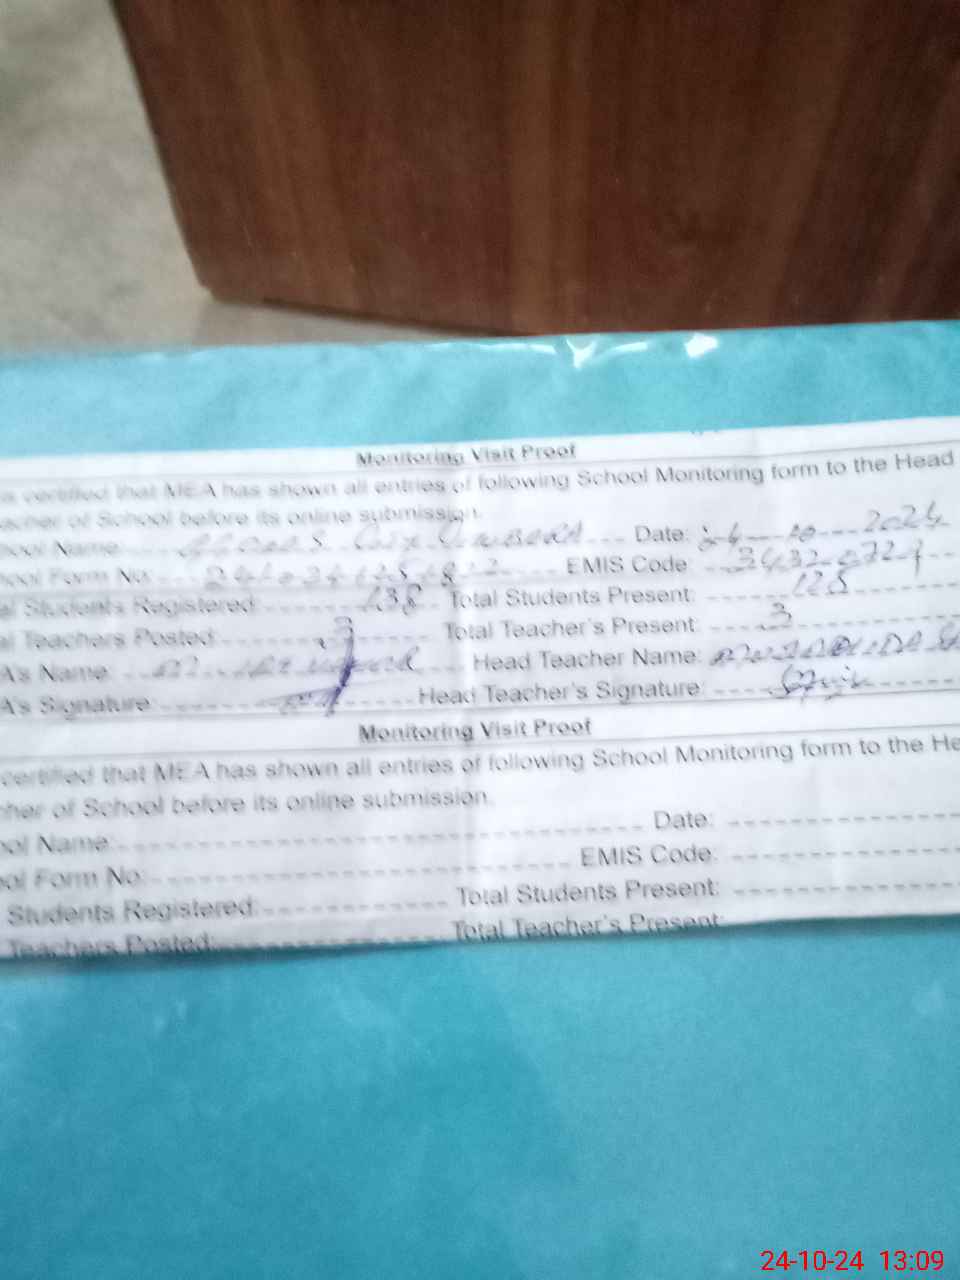 Monitoring Visit Proof
is certified that MEA has shown all entries of following School Monitoring form to the Head
acher of School before its online submission.
hool Name: Date: 24-10-2024
hool Form No: EMIS Code:
al Students Registered: 138 Total Students Present: 128
al Teachers Posted: 3 Total Teacher's Present: 3
A's Name: Head Teacher Name:
A's Signature: Head Teacher's Signature:
Monitoring Visit Proof
certified that MEA has shown all entries of following School Monitoring form to the He
cher of School before its online submission.
ool Name: Date:
ool Form No: EMIS Code:
Students Registered: Total Students Present:
Teachers Posted: Total Teacher's Present:
24-10-24 13:09